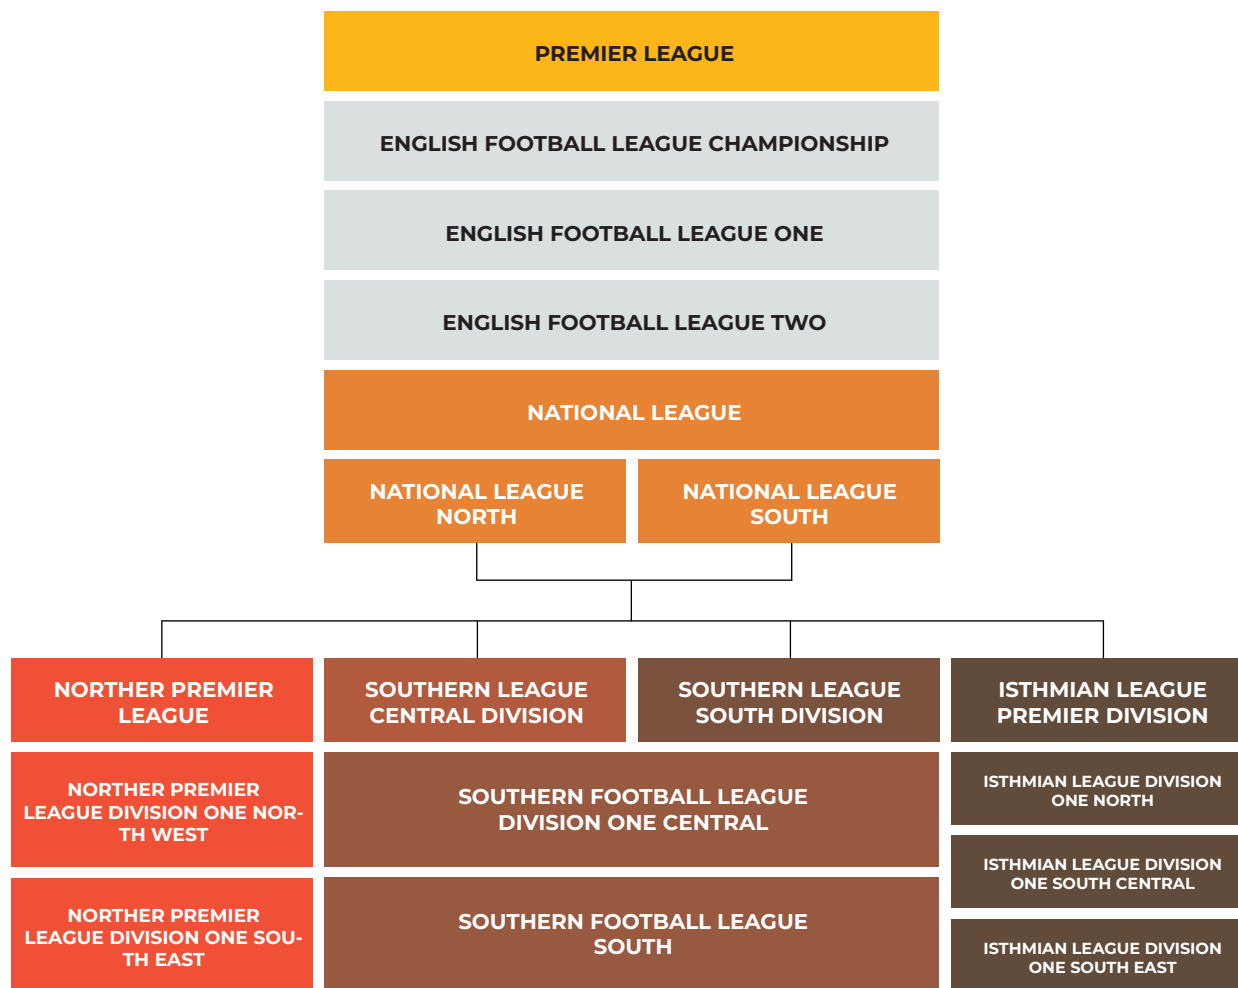 PREMIER LEAGUE
ENGLISH FOOTBALL LEAGUE CHAMPIONSHIP
ENGLISH FOOTBALL LEAGUE ONE
ENGLISH FOOTBALL LEAGUE TWO
NATIONAL LEAGUE
NATIONAL LEAGUE
NORTH
NATIONAL LEAGUE
SOUTH
NORTHER PREMIER
LEAGUE
SOUTHERN LEAGUE
CENTRAL DIVISION
SOUTHERN LEAGUE
SOUTH DIVISION
ISTHMIAN LEAGUE
PREMIER DIVISION
NORTHER PREMIER
LEAGUE DIVISION ONE NOR-
TH WEST
SOUTHERN FOOTBALL LEAGUE
DIVISION ONE CENTRAL
ISTHMIAN LEAGUE DIVISION
ONE NORTH
ISTHMIAN LEAGUE DIVISION
ONE SOUTH CENTRAL
NORTHER PREMIER
LEAGUE DIVISION ONE SOU-
TH EAST
SOUTHERN FOOTBALL LEAGUE
SOUTH
ISTHMIAN LEAGUE DIVISION
ONE SOUTH EAST